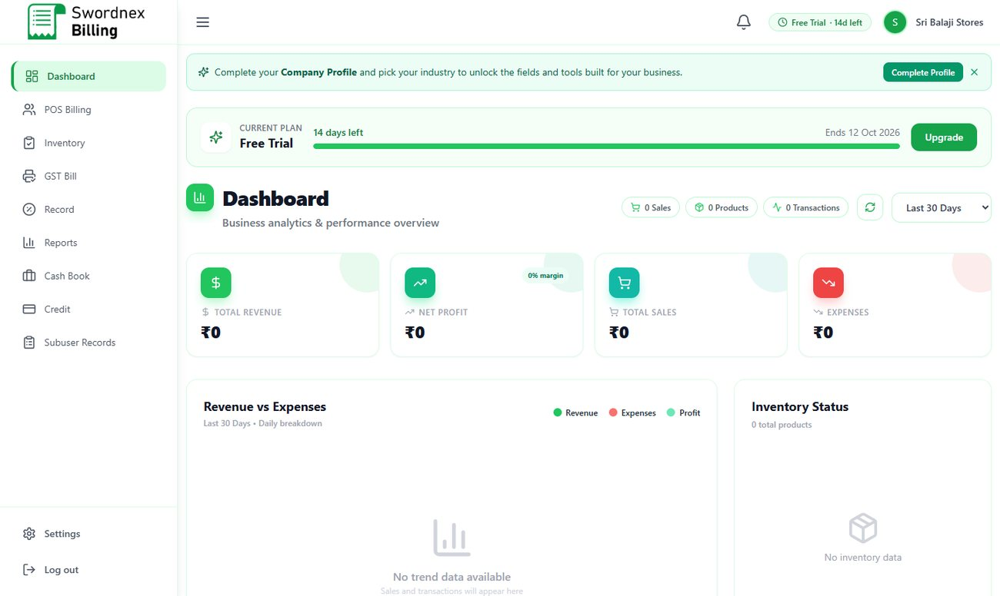 Swordnex
Billing
Free Trial · 14d left
S
Sri Balaji Stores
Dashboard
POS Billing
Inventory
GST Bill
Record
Reports
Cash Book
Credit
Subuser Records
Settings
Log out
Complete your Company Profile and pick your industry to unlock the fields and tools built for your business.
Complete Profile
CURRENT PLAN
Free Trial
14 days left
Ends 12 Oct 2026
Upgrade
Dashboard
Business analytics & performance overview
0 Sales
0 Products
0 Transactions
Last 30 Days
$ TOTAL REVENUE
₹0
0% margin
NET PROFIT
₹0
TOTAL SALES
₹0
EXPENSES
₹0
Revenue vs Expenses
Last 30 Days • Daily breakdown
Revenue
Expenses
Profit
No trend data available
Sales and transactions will appear here
Inventory Status
0 total products
No inventory data